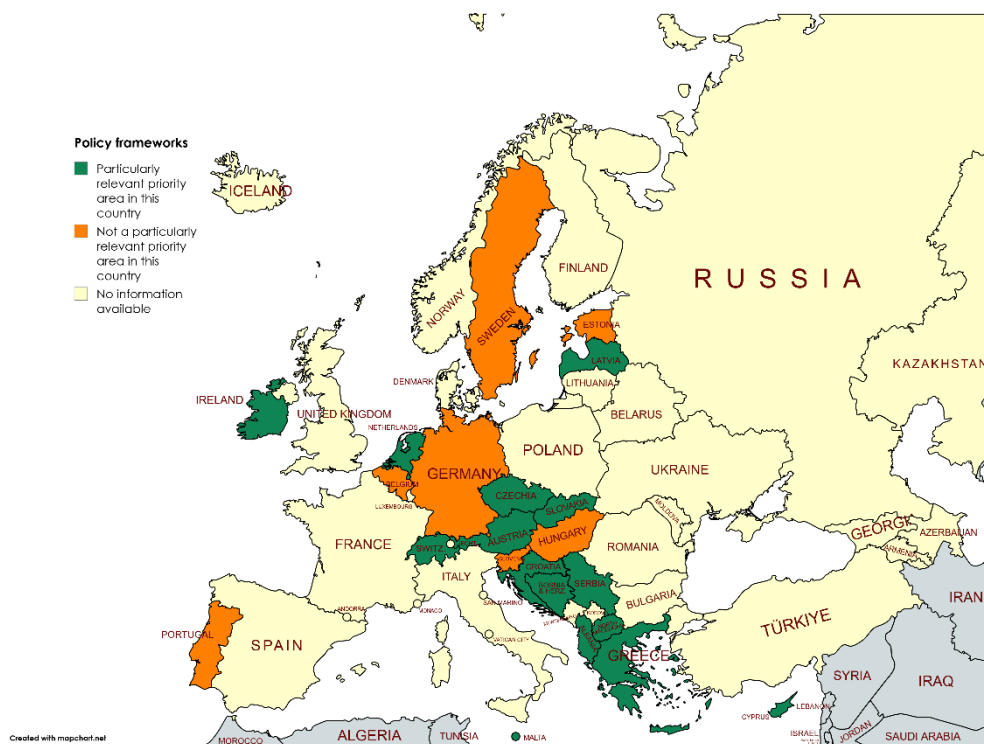 Policy frameworks
Particularly
relevant priority
area in this
country
Not a particularly
relevant priority
area in this
country
No information
available
ICELAND
RUSSIA
FINLAND
NORWAY
SWEDEN
ESTONIA
LATVIA
KAZAKHSTAN
DENMARK
LITHUANIA
IRELAND
UNITED KINGDOM
BELARUS
NETHERLANDS
POLAND
GERMANY
UKRAINE
BELGIUM
CZECHIA
LUXEMBOURG
SLOVAKIA
MOLDOVA
AUSTRIA
HUNGARY
FRANCE
SWITZ.
ROMANIA
GEORGI
AZERBAIJAN
ARMENIA
CROATIA
ITALY
BOSNIA
& HERZ.
SERBIA
SAN MARINO
BULGARIA
IRAN
ANDORRA
MONACO
TÜRKIYE
PORTUGAL
SPAIN
VATICAN CITY
ALBANIA
GREECE
SYRIA
IRAQ
LEBANON
CYPRUS
ISRAEL
JORDAN
Created with mapchart.net
MOROCCO
ALGERIA
TUNISIA
MALTA
SAUDI ARABIA